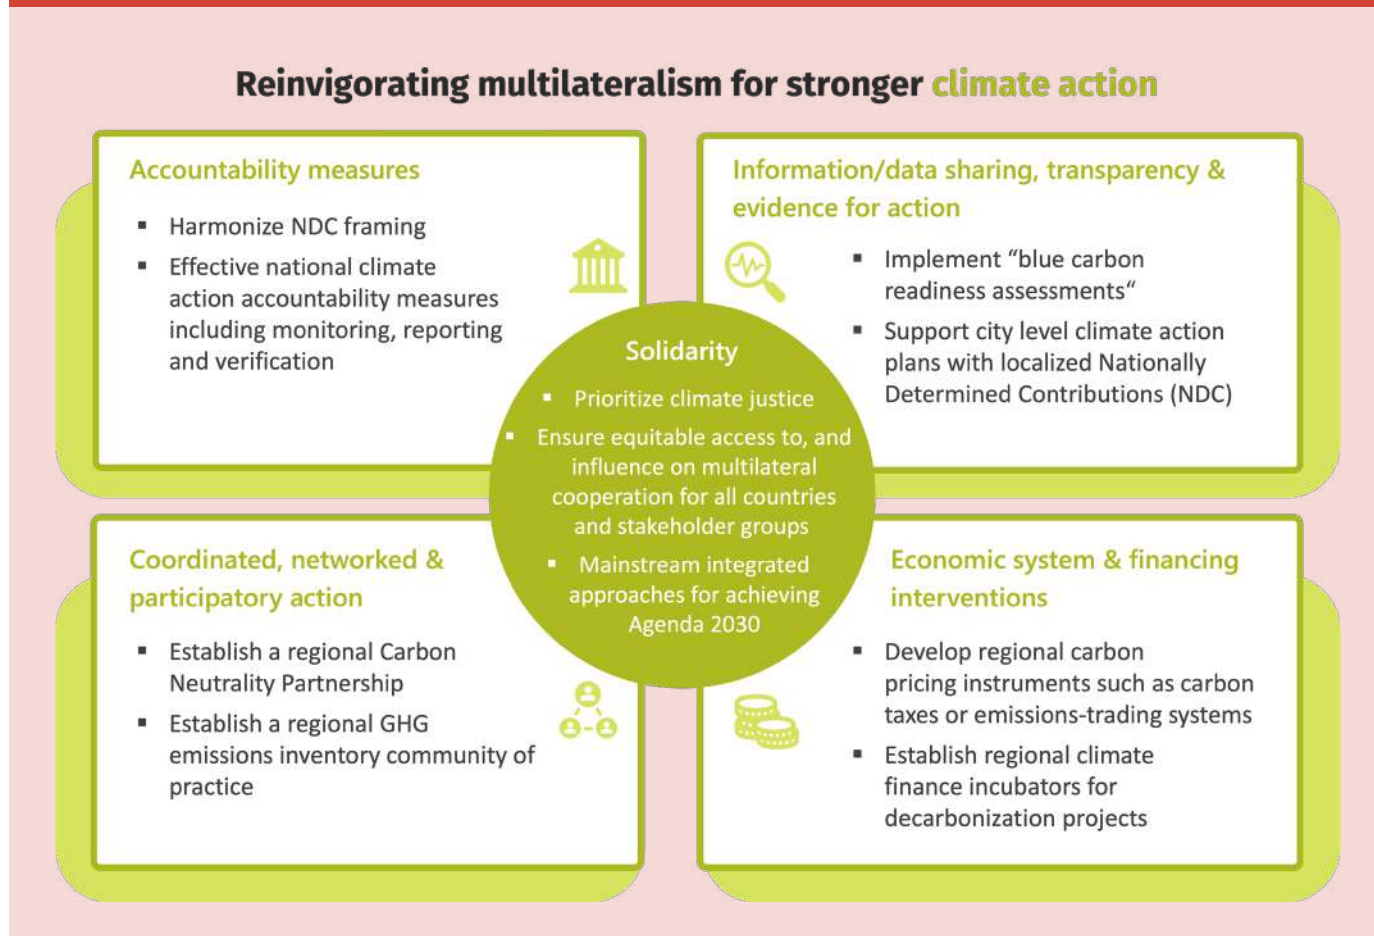 Reinvigorating multilateralism for stronger climate action
Accountability measures
▪ Harmonize NDC framing
▪ Effective national climate
action accountability measures
including monitoring, reporting
and verification
Information/data sharing, transparency &
evidence for action
▪ Implement “blue carbon
readiness assessments“
▪ Support city level climate action
plans with localized Nationally
Determined Contributions (NDC)
Solidarity
▪ Prioritize climate justice
▪ Ensure equitable access to, and
influence on multilateral
cooperation for all countries
and stakeholder groups
▪ Mainstream integrated
approaches for achieving
Agenda 2030
Coordinated, networked &
participatory action
▪ Establish a regional Carbon
Neutrality Partnership
▪ Establish a regional GHG
emissions inventory community of
practice
Economic system & financing
interventions
▪ Develop regional carbon
pricing instruments such as carbon
taxes or emissions-trading systems
▪ Establish regional climate
finance incubators for
decarbonization projects